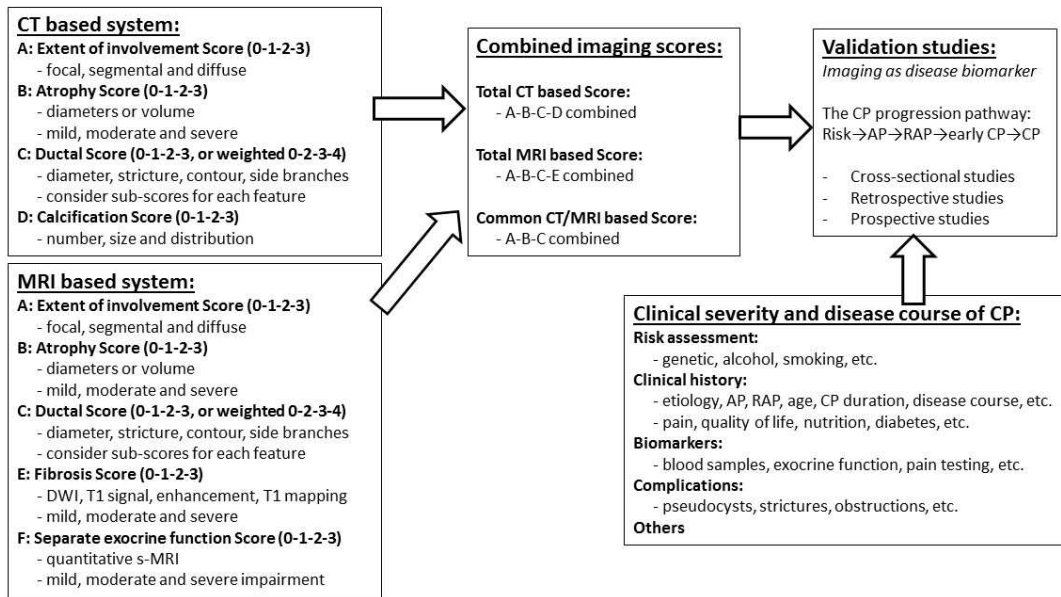 CT based system:
A: Extent of involvement Score (0-1-2-3)
- focal, segmental and diffuse
B: Atrophy Score (0-1-2-3)
- diameters or volume
- mild, moderate and severe
C: Ductal Score (0-1-2-3, or weighted 0-2-3-4)
- diameter, stricture, contour, side branches
- consider sub-scores for each feature
D: Calcification Score (0-1-2-3)
- number, size and distribution
MRI based system:
A: Extent of involvement Score (0-1-2-3)
- focal, segmental and diffuse
B: Atrophy Score (0-1-2-3)
- diameters or volume
- mild, moderate and severe
C: Ductal Score (0-1-2-3, or weighted 0-2-3-4)
- diameter, stricture, contour, side branches
- consider sub-scores for each feature
E: Fibrosis Score (0-1-2-3)
- DWI, T1 signal, enhancement, T1 mapping
- mild, moderate and severe
F: Separate exocrine function Score (0-1-2-3)
- quantitative s-MRI
- mild, moderate and severe impairment
Combined imaging scores:
Total CT based Score:
- A-B-C-D combined
Total MRI based Score:
- A-B-C-E combined
Common CT/MRI based Score:
- A-B-C combined
Validation studies:
Imaging as disease biomarker
The CP progression pathway:
Risk→AP→RAP→early CP→CP
- Cross-sectional studies
- Retrospective studies
- Prospective studies
Clinical severity and disease course of CP:
Risk assessment:
- genetic, alcohol, smoking, etc.
Clinical history:
- etiology, AP, RAP, age, CP duration, disease course, etc.
- pain, quality of life, nutrition, diabetes, etc.
Biomarkers:
- blood samples, exocrine function, pain testing, etc.
Complications:
- pseudocysts, strictures, obstructions, etc.
Others